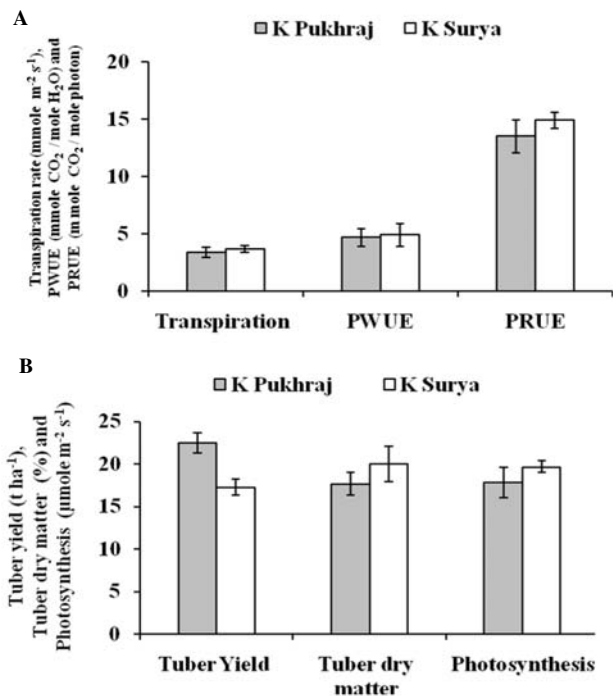 A
K Pukhraj
K Surya
Transpiration rate (mmole m⁻² s⁻¹),
PWUE (mmole CO₂ / mole H₂O) and
PRUE (m mole CO₂ / mole photon)
20
15
10
5
0
Transpiration
PWUE
PRUE
B
K Pukhraj
K Surya
Tuber yield (t ha⁻¹),
Tuber dry matter (%) and
Photosynthesis (µmole m⁻² s⁻¹)
25
20
15
10
5
0
Tuber Yield
Tuber dry
matter
Photosynthesis